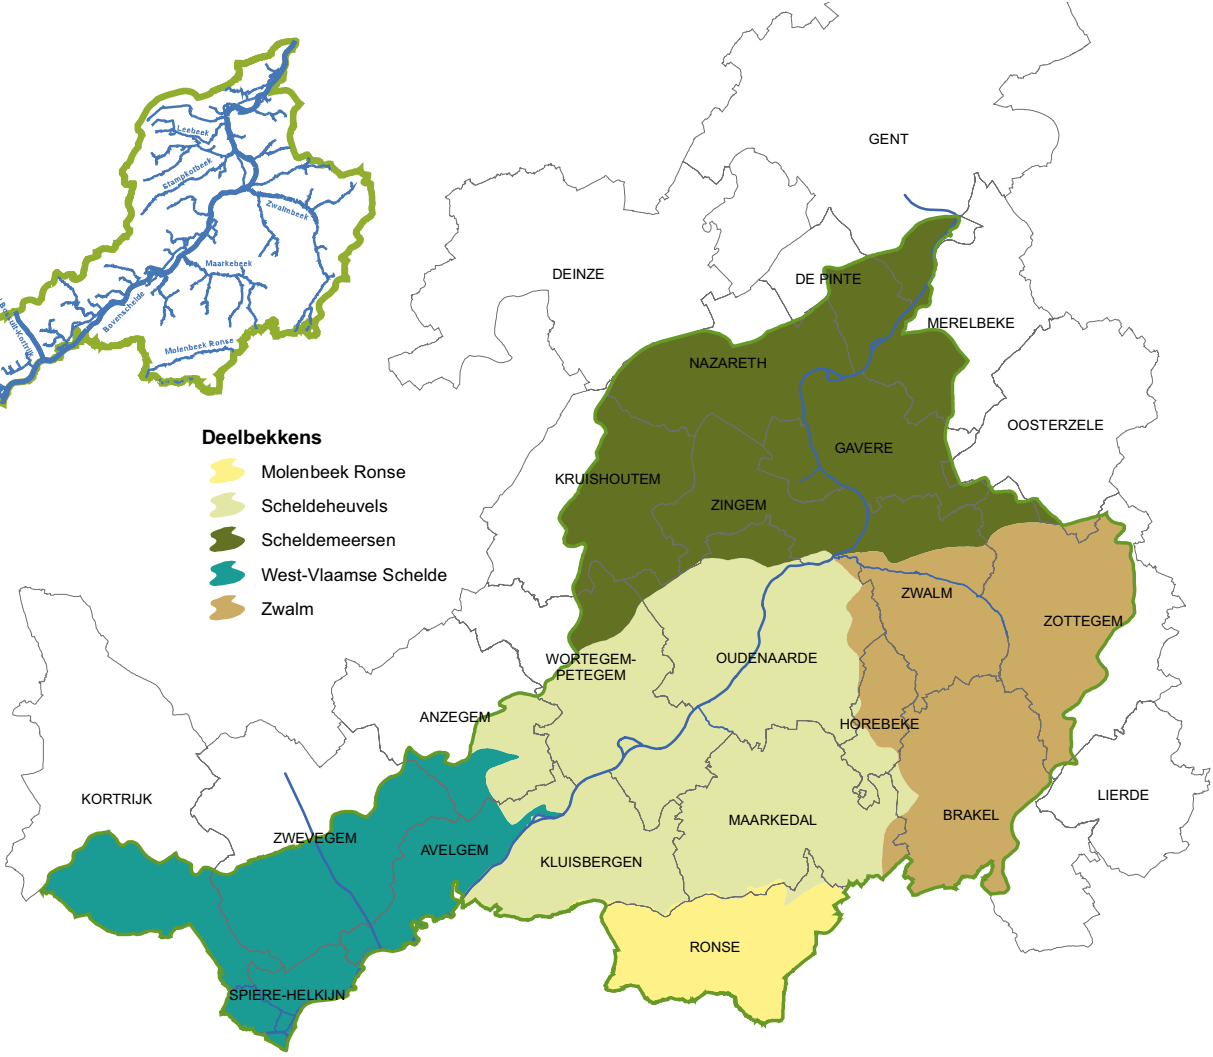 Leebeek
Stampkotbeek
Zwalmbeek
Maarkebeek
Bovenschelde
Molenbeek Ronse
Deelbekkens
Molenbeek Ronse
Scheldeheuvels
Scheldemeersen
West-Vlaamse Schelde
Zwalm
GENT
DEINZE
DE PINTE
MERELBEKE
NAZARETH
OOSTERZELE
GAVERE
KRUISHOUTEM
ZINGEM
ZWALM
ZOTTEGEM
WORTEGEM-
PETEGEM
OUDENAARDE
ANZEGEM
HOREBEKE
KORTRIJK
LIERDE
ZWEVEGEM
AVELGEM
MAARKEDAL
BRAKEL
KLUISBERGEN
RONSE
SPIERE-HELKIJN